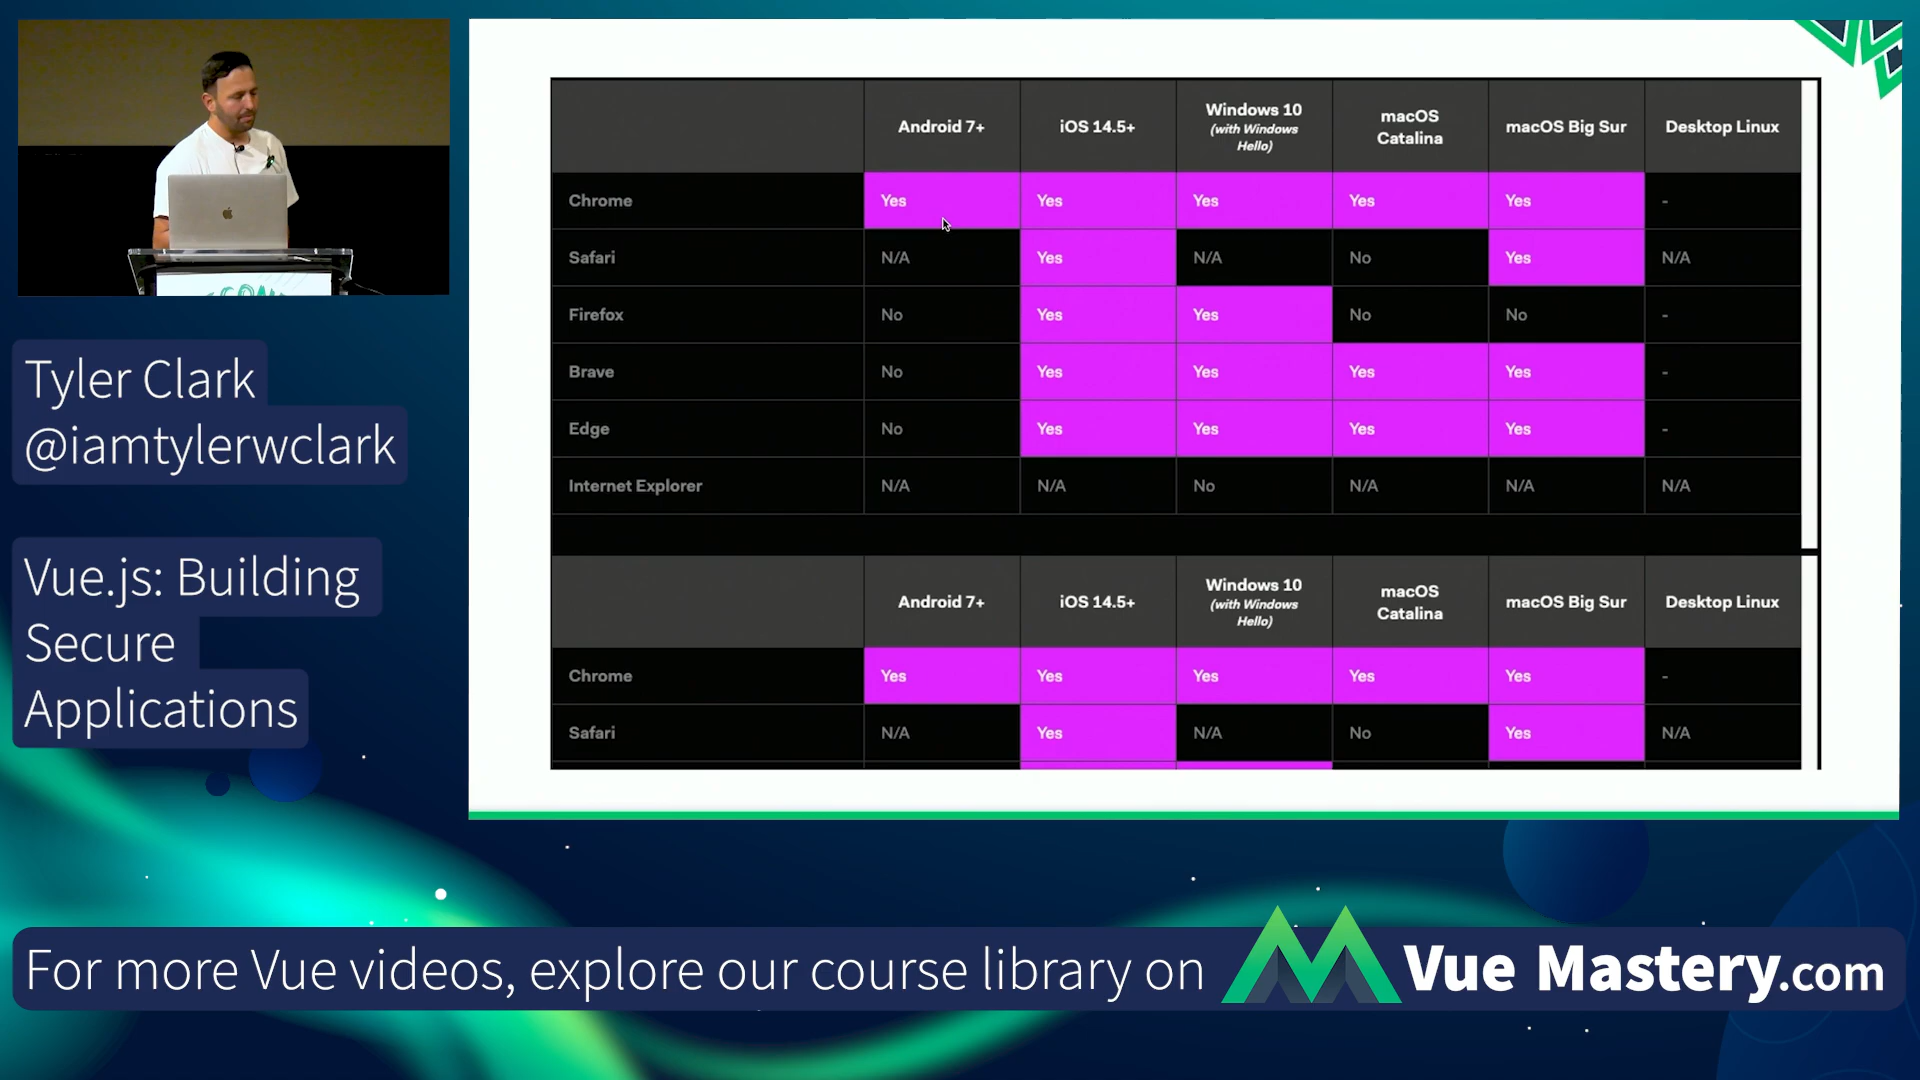 Android 7+ iOS 14.5+ Windows 10 (with Windows Hello) macOS Catalina macOS Big Sur Desktop Linux
Chrome Yes Yes Yes Yes Yes -
Safari N/A Yes N/A No Yes N/A
Firefox No Yes Yes No No -
Brave No Yes Yes Yes Yes -
Edge No Yes Yes Yes Yes -
Internet Explorer N/A N/A No N/A N/A N/A
Android 7+ iOS 14.5+ Windows 10 (with Windows Hello) macOS Catalina macOS Big Sur Desktop Linux
Chrome Yes Yes Yes Yes Yes -
Safari N/A Yes N/A No Yes N/A
Tyler Clark
@iamtylerwclark
Vue.js: Building
Secure
Applications
For more Vue videos, explore our course library on Vue Mastery.com